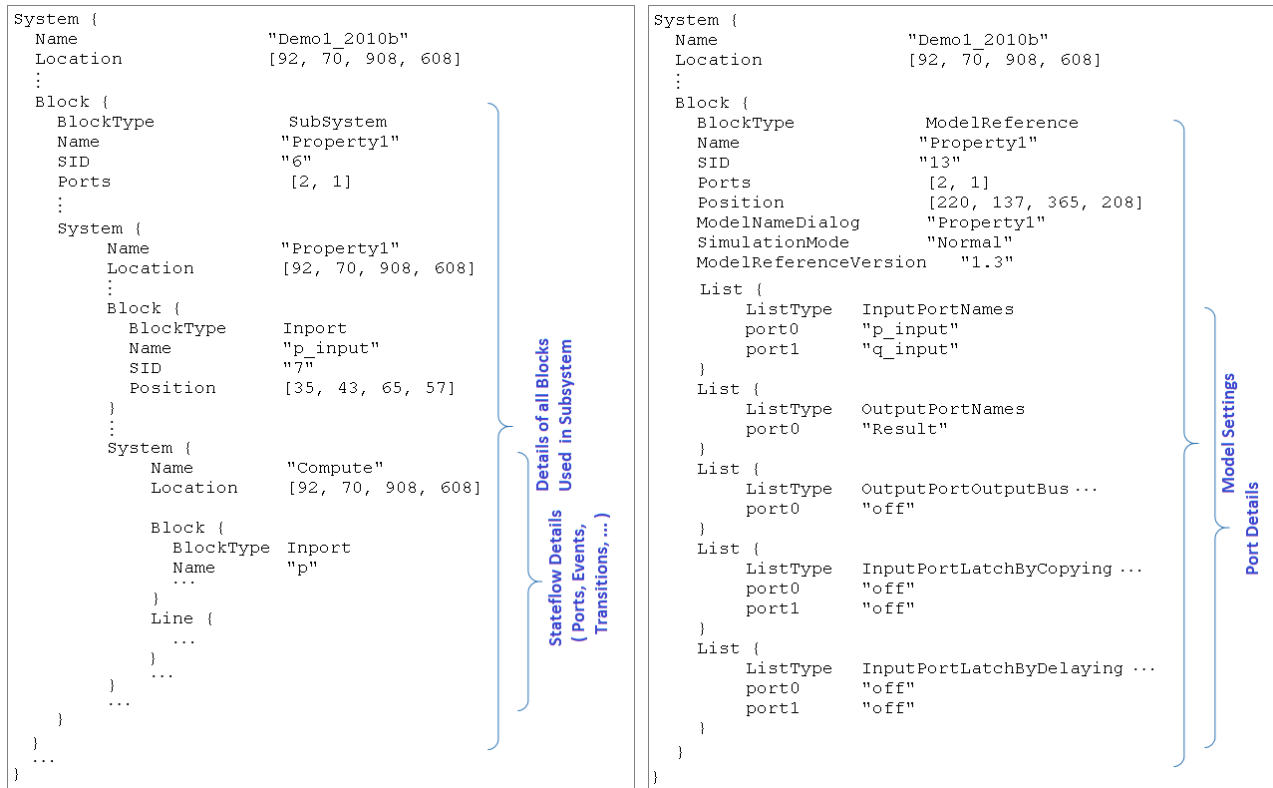 System {
Name "Demo1_2010b"
Location [92, 70, 908, 608]
⋮
Block {
BlockType SubSystem
Name "Property1"
SID "6"
Ports [2, 1]
⋮
System {
Name "Property1"
Location [92, 70, 908, 608]
⋮
Block {
BlockType Inport
Name "p_input"
SID "7"
Position [35, 43, 65, 57]
}
⋮
System {
Name "Compute"
Location [92, 70, 908, 608]
Block {
BlockType Inport
Name "p"
...
}
Line {
...
}
...
}
...
}
}
...
}
Details of all Blocks
Used in Subsystem
Stateflow Details
( Ports, Events,
Transitions, ... )
System {
Name "Demo1_2010b"
Location [92, 70, 908, 608]
⋮
Block {
BlockType ModelReference
Name "Property1"
SID "13"
Ports [2, 1]
Position [220, 137, 365, 208]
ModelNameDialog "Property1"
SimulationMode "Normal"
ModelReferenceVersion "1.3"
List {
ListType InputPortNames
port0 "p_input"
port1 "q_input"
}
List {
ListType OutputPortNames
port0 "Result"
}
List {
ListType OutputPortOutputBus ...
port0 "off"
}
List {
ListType InputPortLatchByCopying ...
port0 "off"
port1 "off"
}
List {
ListType InputPortLatchByDelaying ...
port0 "off"
port1 "off"
}
}
}
Model Settings
Port Details